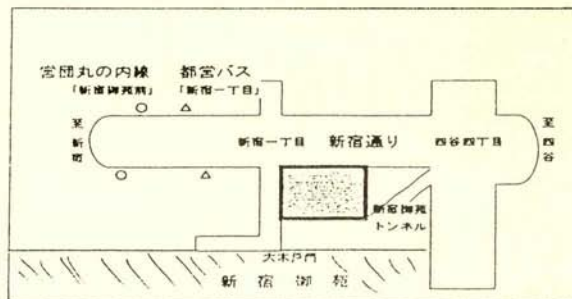 営団丸の内線
「新宿御苑前」
都営バス
「新宿一丁目」
至新宿
新宿一丁目
新宿通り
四谷四丁目
至四谷
新宿御苑
トンネル
大木戸門
新宿御苑